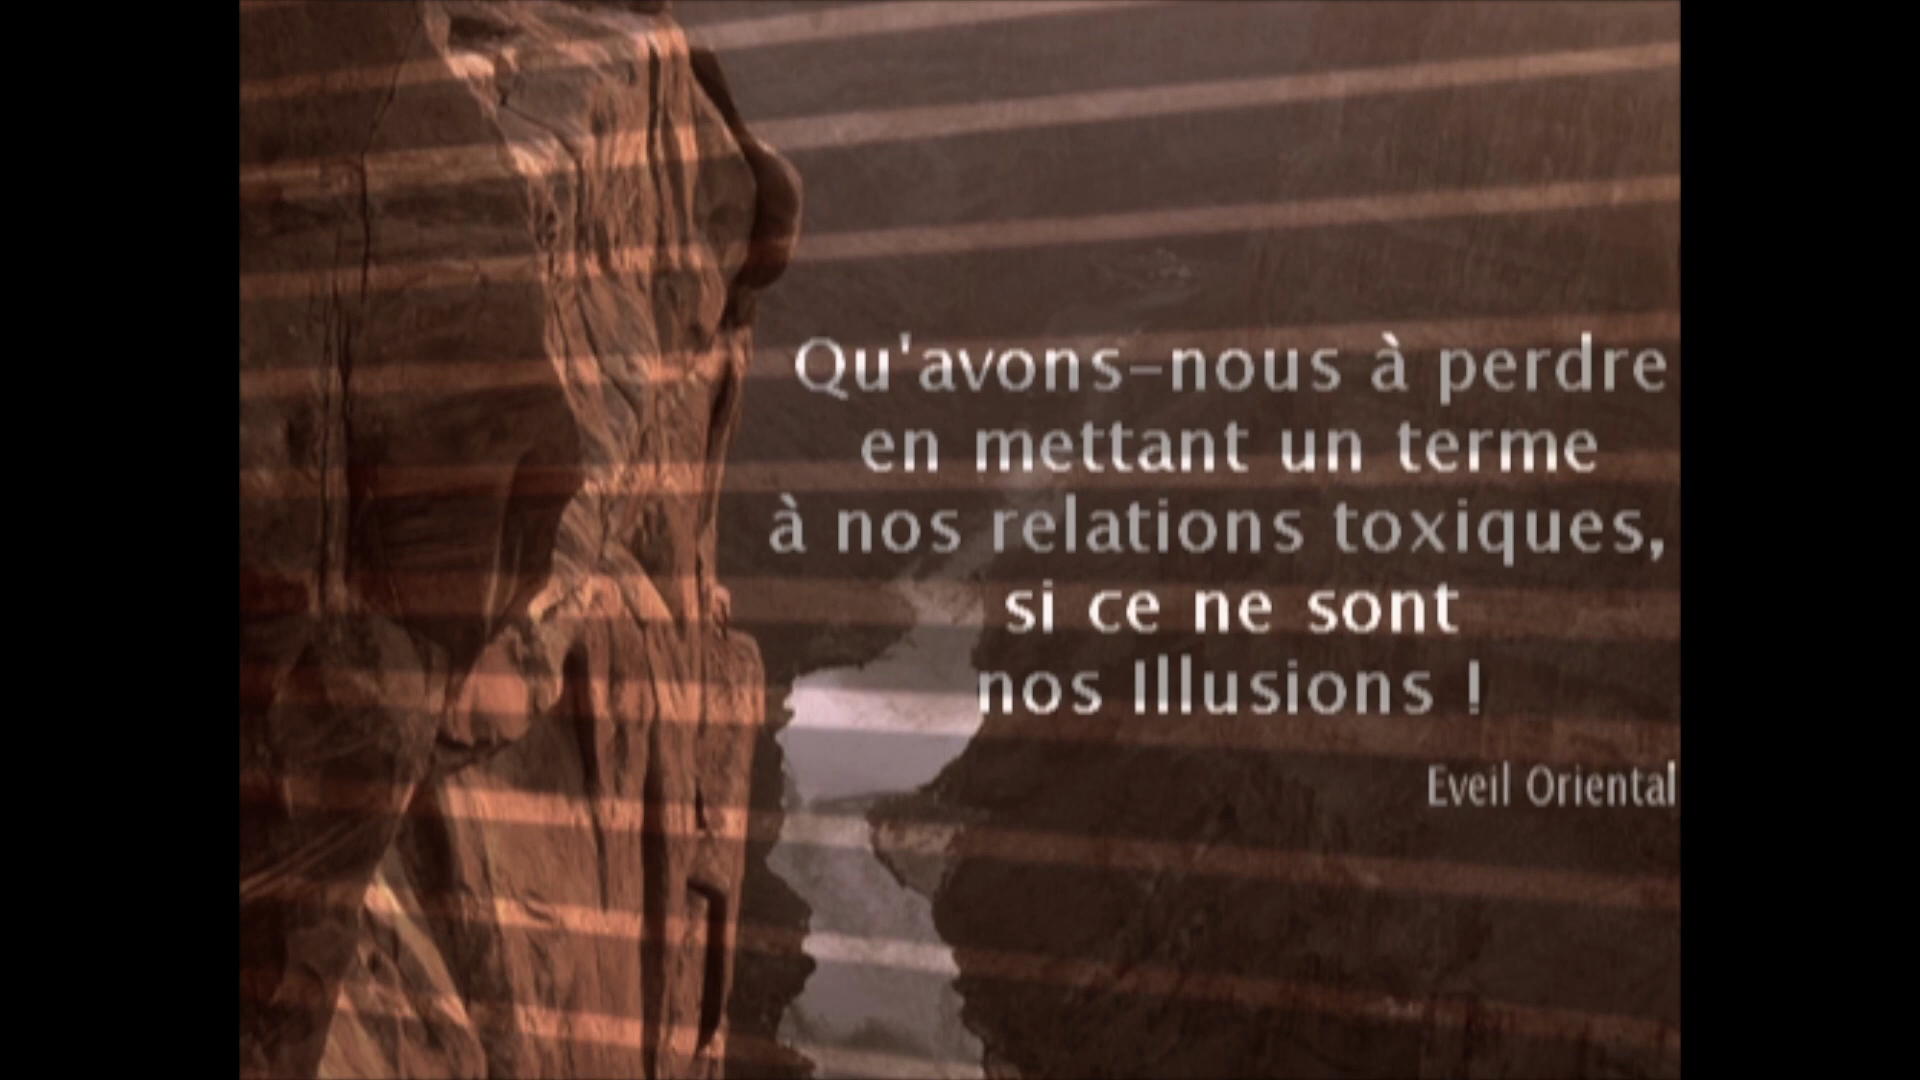 Qu'avons-nous à perdre
en mettant un terme
à nos relations toxiques,
si ce ne sont
nos Illusions !
Eveil Oriental